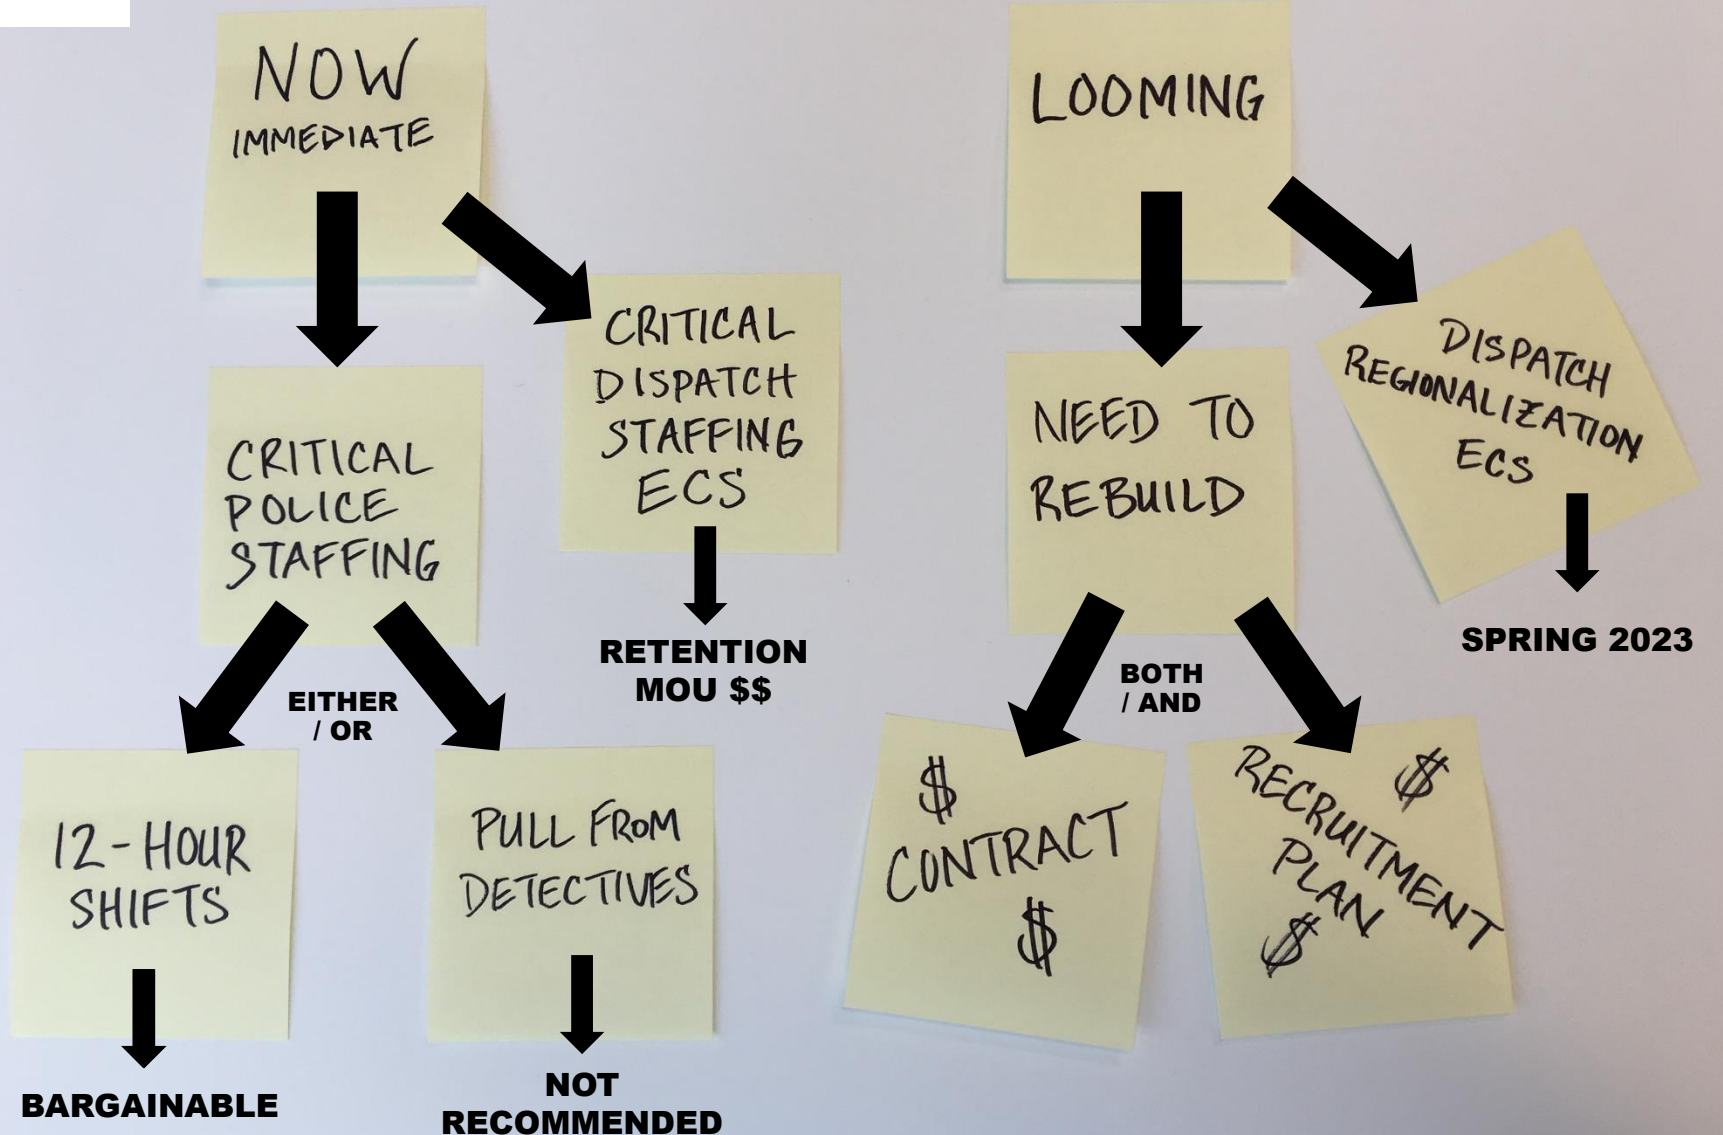 NOW
IMMEDIATE
CRITICAL
DISPATCH
STAFFING
ECS
RETENTION
MOU $$
CRITICAL
POLICE
STAFFING
EITHER
/ OR
12-HOUR
SHIFTS
BARGAINABLE
PULL FROM
DETECTIVES
NOT
RECOMMENDED
LOOMING
DISPATCH
REGIONALIZATION
ECS
SPRING 2023
NEED TO
REBUILD
BOTH
/ AND
$
CONTRACT
$
$
RECRUITMENT
PLAN
$